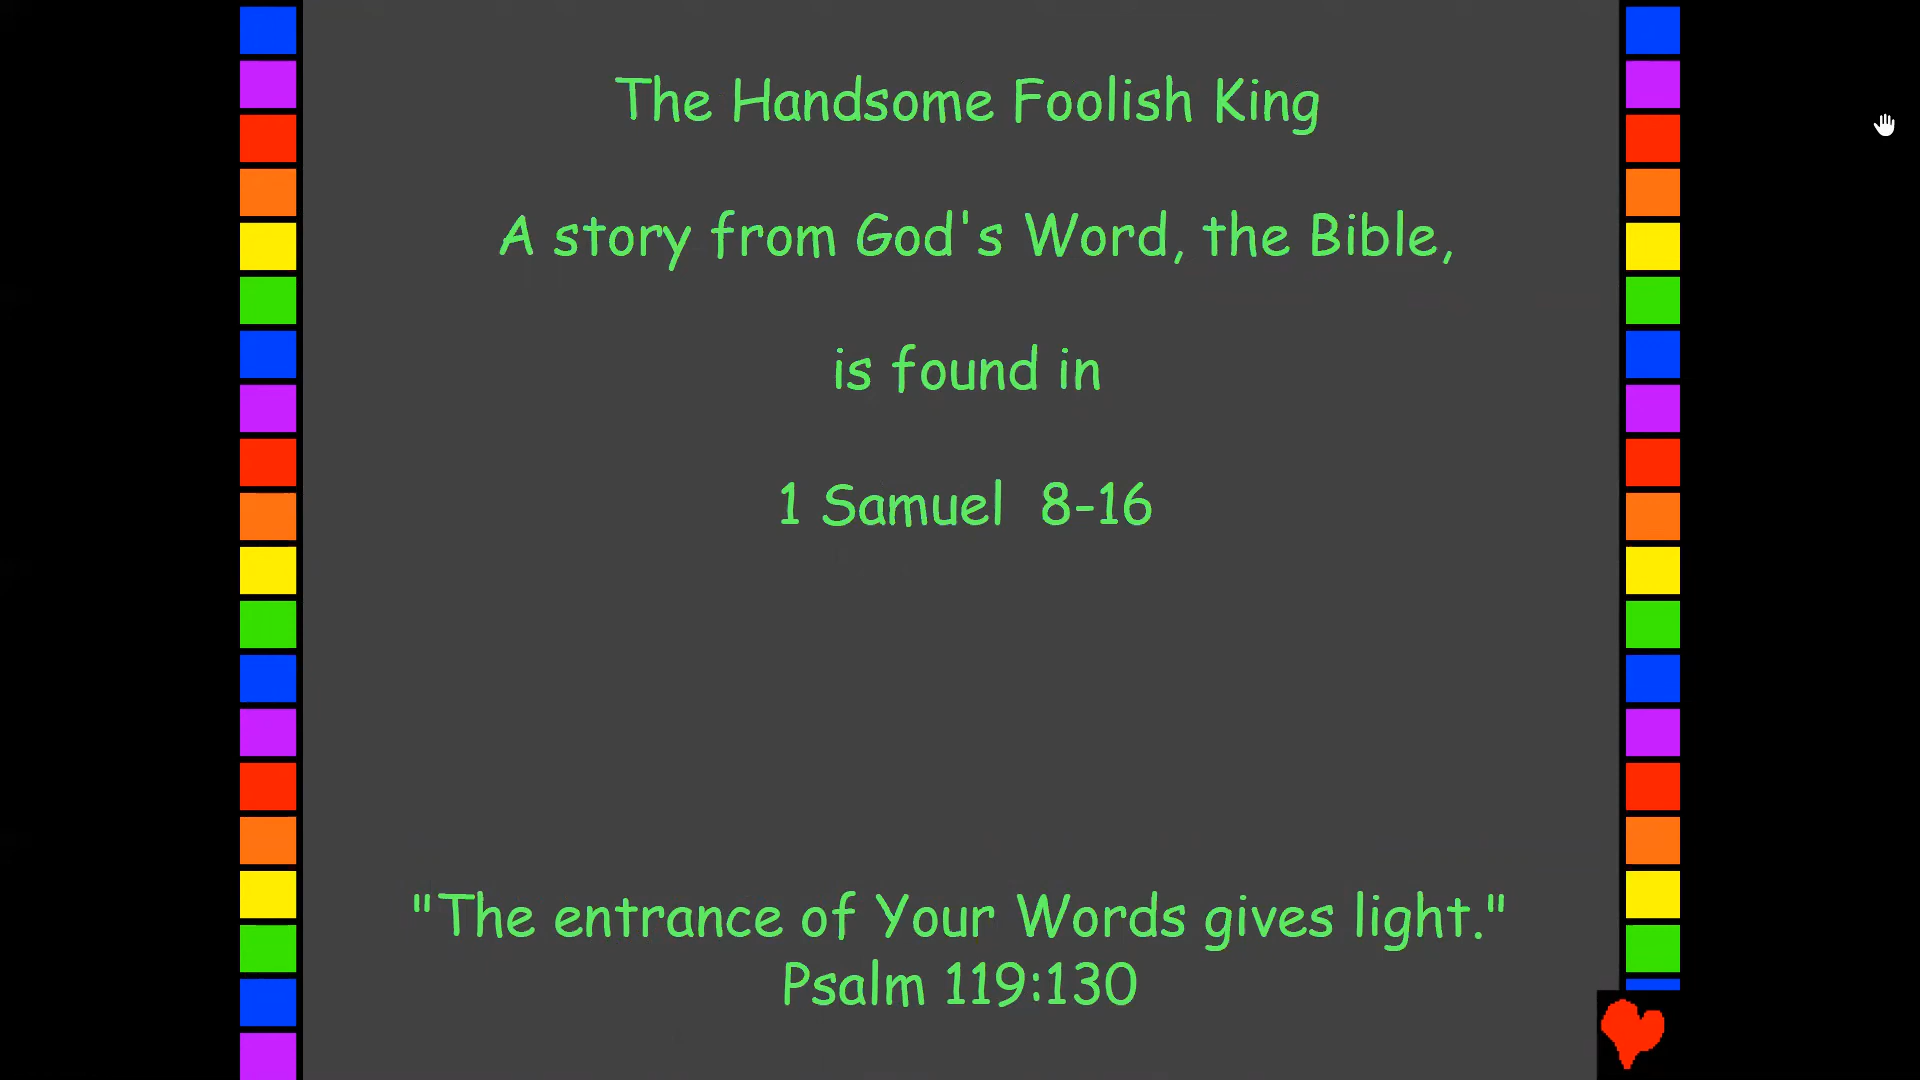 The Handsome Foolish King
A story from God's Word, the Bible,
is found in
1 Samuel  8-16
"The entrance of Your Words gives light."
Psalm 119:130